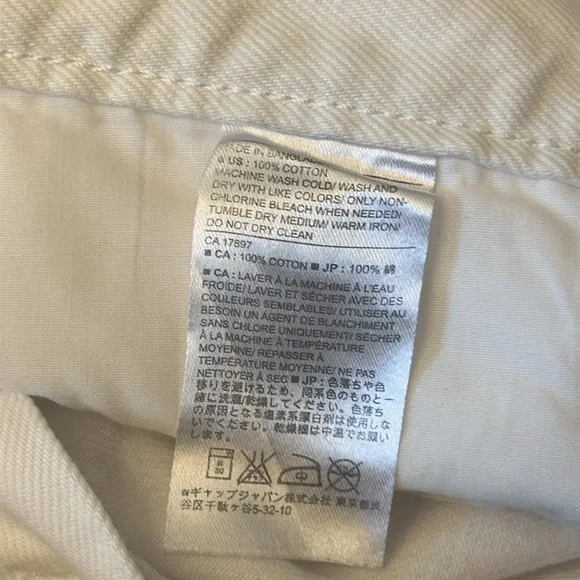 MADE IN BANGLADE
US : 100% COTTON
MACHINE WASH COLD/ WASH AND
DRY WITH LIKE COLORS/ ONLY NON-
CHLORINE BLEACH WHEN NEEDED/
TUMBLE DRY MEDIUM/ WARM IRON/
DO NOT DRY CLEAN
CA 17897
■ CA : 100% COTON ■ JP : 100% 綿
■ CA : LAVER À LA MACHINE À L'EAU
FROIDE/ LAVER ET SÉCHER AVEC DES
COULEURS SEMBLABLES/ UTILISER AU
BESOIN UN AGENT DE BLANCHIMENT
SANS CHLORE UNIQUEMENT/ SÉCHER
À LA MACHINE À TEMPÉRATURE
MOYENNE/ REPASSER À
TEMPÉRATURE MOYENNE/ NE PAS
NETTOYER À SEC ■ JP : 色落ちや色
移りを避けるため、同系色のものと一
緒に洗濯/乾燥してください。色落ち
の原因となる塩素系漂白剤は使用しな
いでください。乾燥機は中温でお願い
します。
30 中
ギャップジャパン株式会社 東京都渋
谷区千駄ヶ谷5-32-10